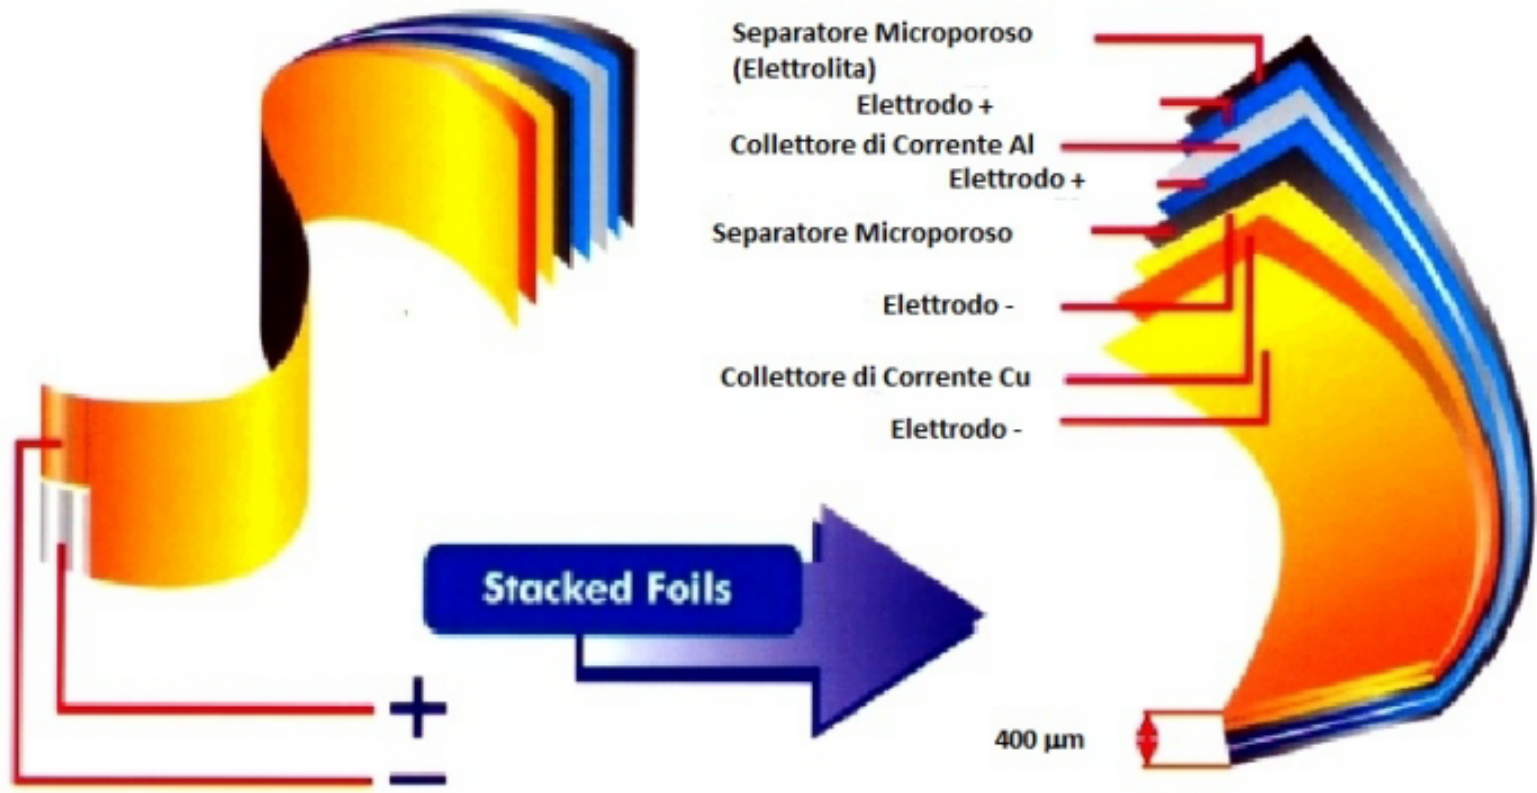 Separatore Microporoso
(Elettrolita)
Elettrodo +
Collettore di Corrente Al
Elettrodo +
Separatore Microporoso
Elettrodo -
Collettore di Corrente Cu
Elettrodo -
Stacked Foils
+
−
400 µm